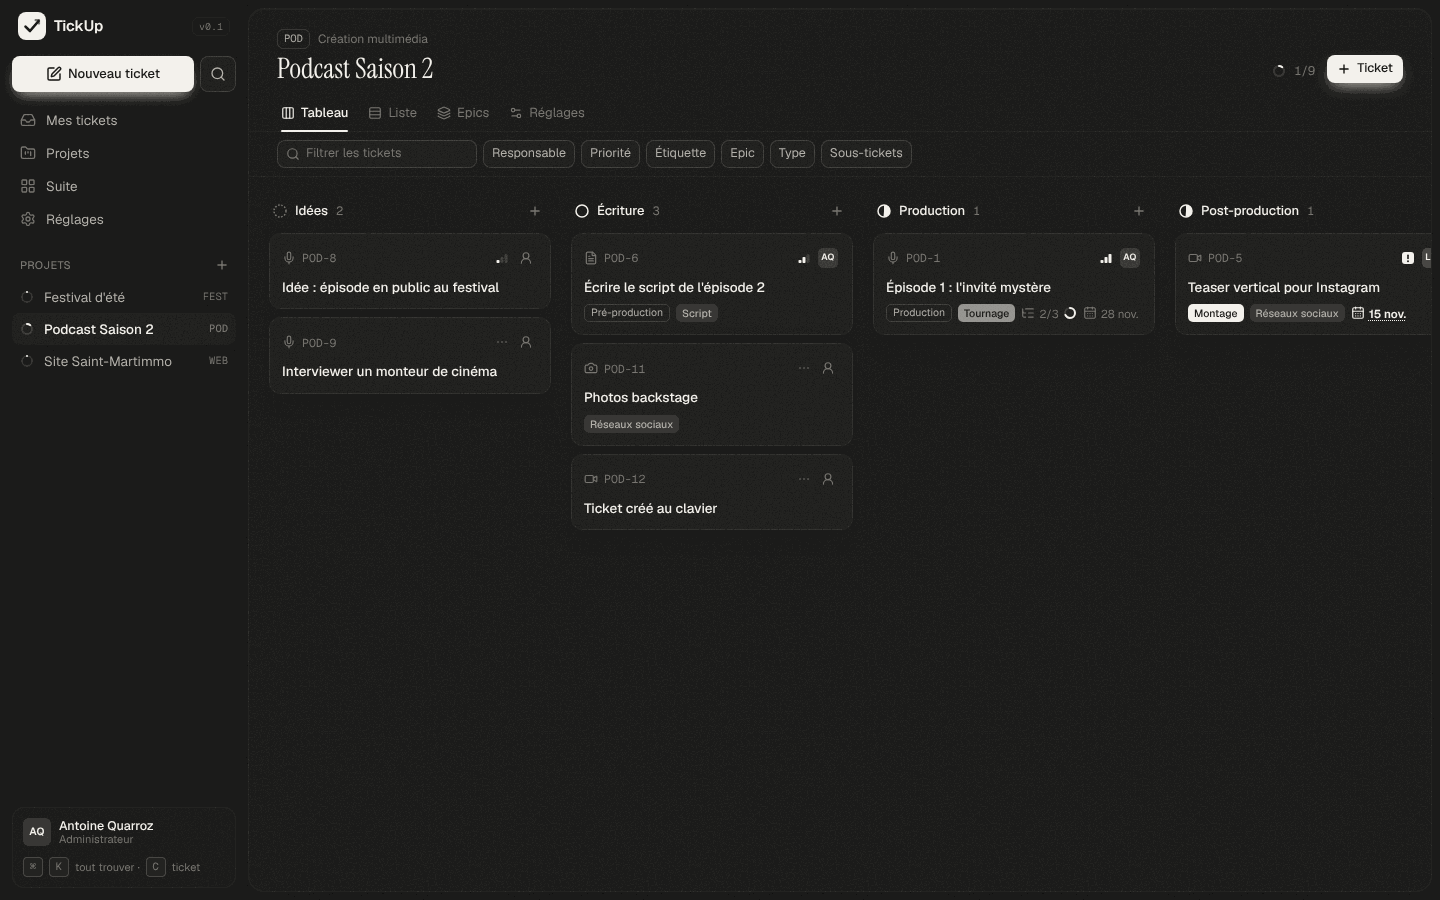 TickUp
v0.1
Nouveau ticket
Mes tickets
Projets
Suite
Réglages
PROJETS
Festival d'été FEST
Podcast Saison 2 POD
Site Saint-Martimmo WEB
AQ
Antoine Quarroz
Administrateur
⌘ K tout trouver · C ticket
POD Création multimédia
Podcast Saison 2
1/9
Ticket
Tableau Liste Epics Réglages
Filtrer les tickets Responsable Priorité Étiquette Epic Type Sous-tickets
Idées 2
POD-8
Idée : épisode en public au festival
POD-9
Interviewer un monteur de cinéma
Écriture 3
POD-6 AQ
Écrire le script de l'épisode 2
Pré-production Script
POD-11
Photos backstage
Réseaux sociaux
POD-12
Ticket créé au clavier
Production 1
POD-1 AQ
Épisode 1 : l'invité mystère
Production Tournage 2/3 28 nov.
Post-production 1
POD-5
Teaser vertical pour Instagram
Montage Réseaux sociaux 15 nov.